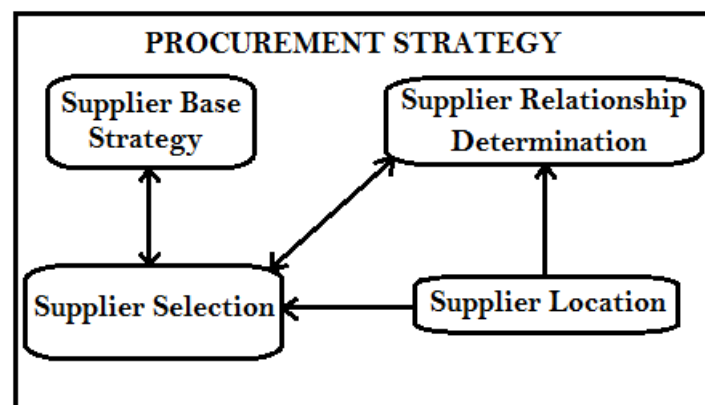 PROCUREMENT STRATEGY
Supplier Base
Strategy
Supplier Relationship
Determination
Supplier Selection
Supplier Location